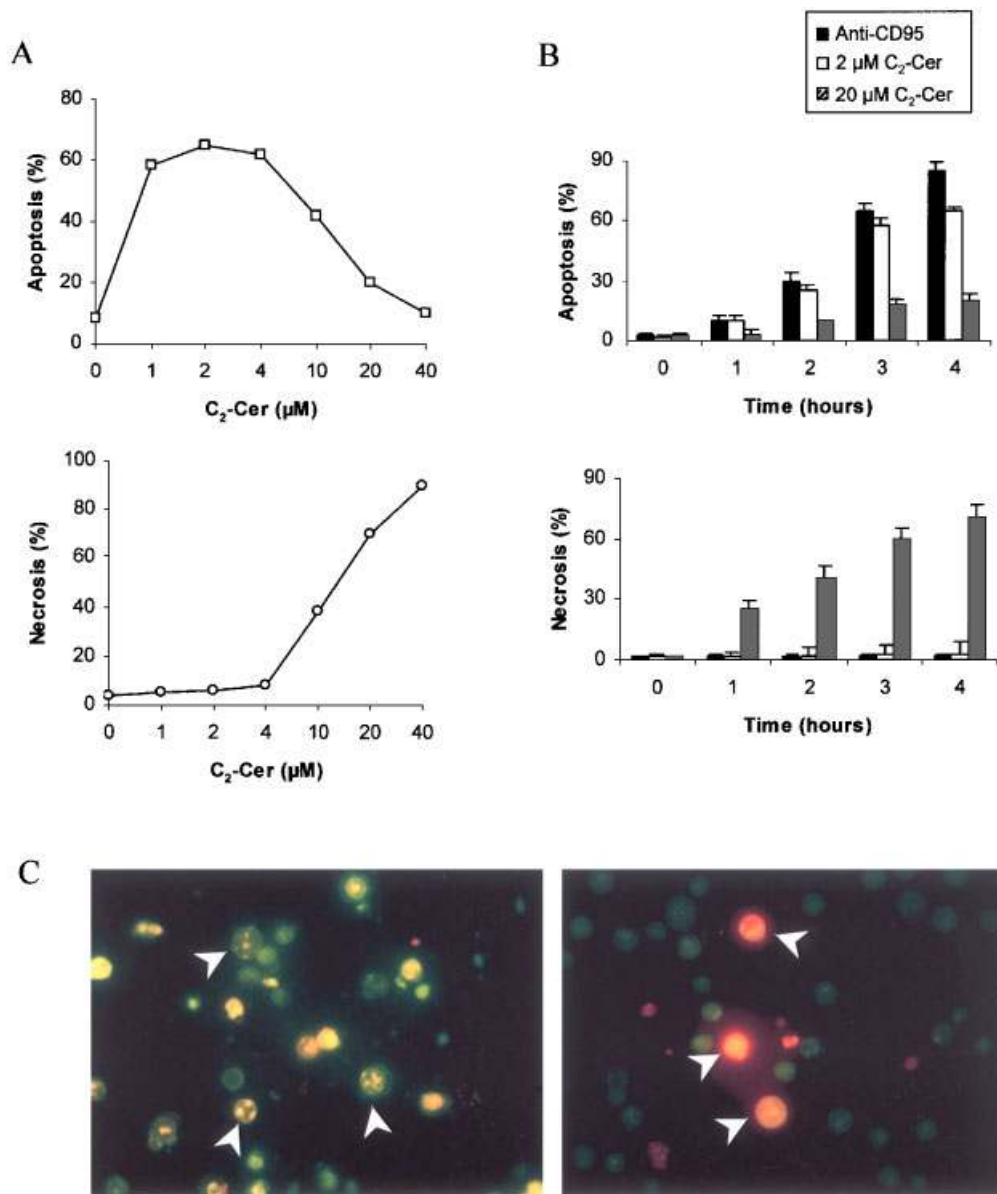 A
80
60
40
20
0
Apoptosis (%)
0 1 2 4 10 20 40
C₂-Cer (µM)
100
80
60
40
20
0
Necrosis (%)
0 1 2 4 10 20 40
C₂-Cer (µM)
B
Anti-CD95
2 µM C₂-Cer
20 µM C₂-Cer
90
60
30
0
Apoptosis (%)
0 1 2 3 4
Time (hours)
90
60
30
0
Necrosis (%)
0 1 2 3 4
Time (hours)
C